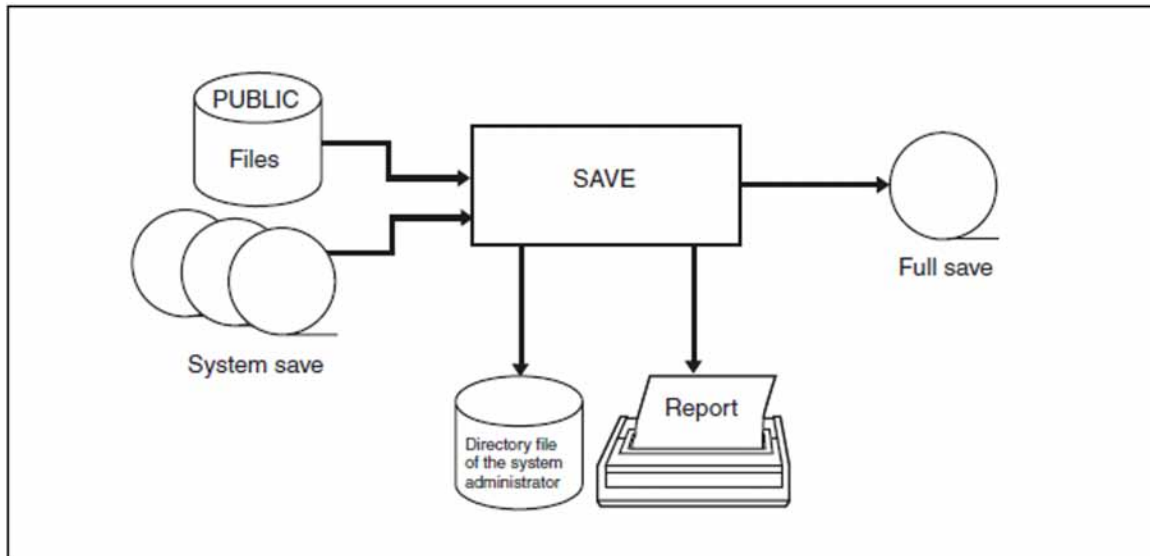 PUBLIC
Files
SAVE
Full save
System save
Report
Directory file
of the system
administrator